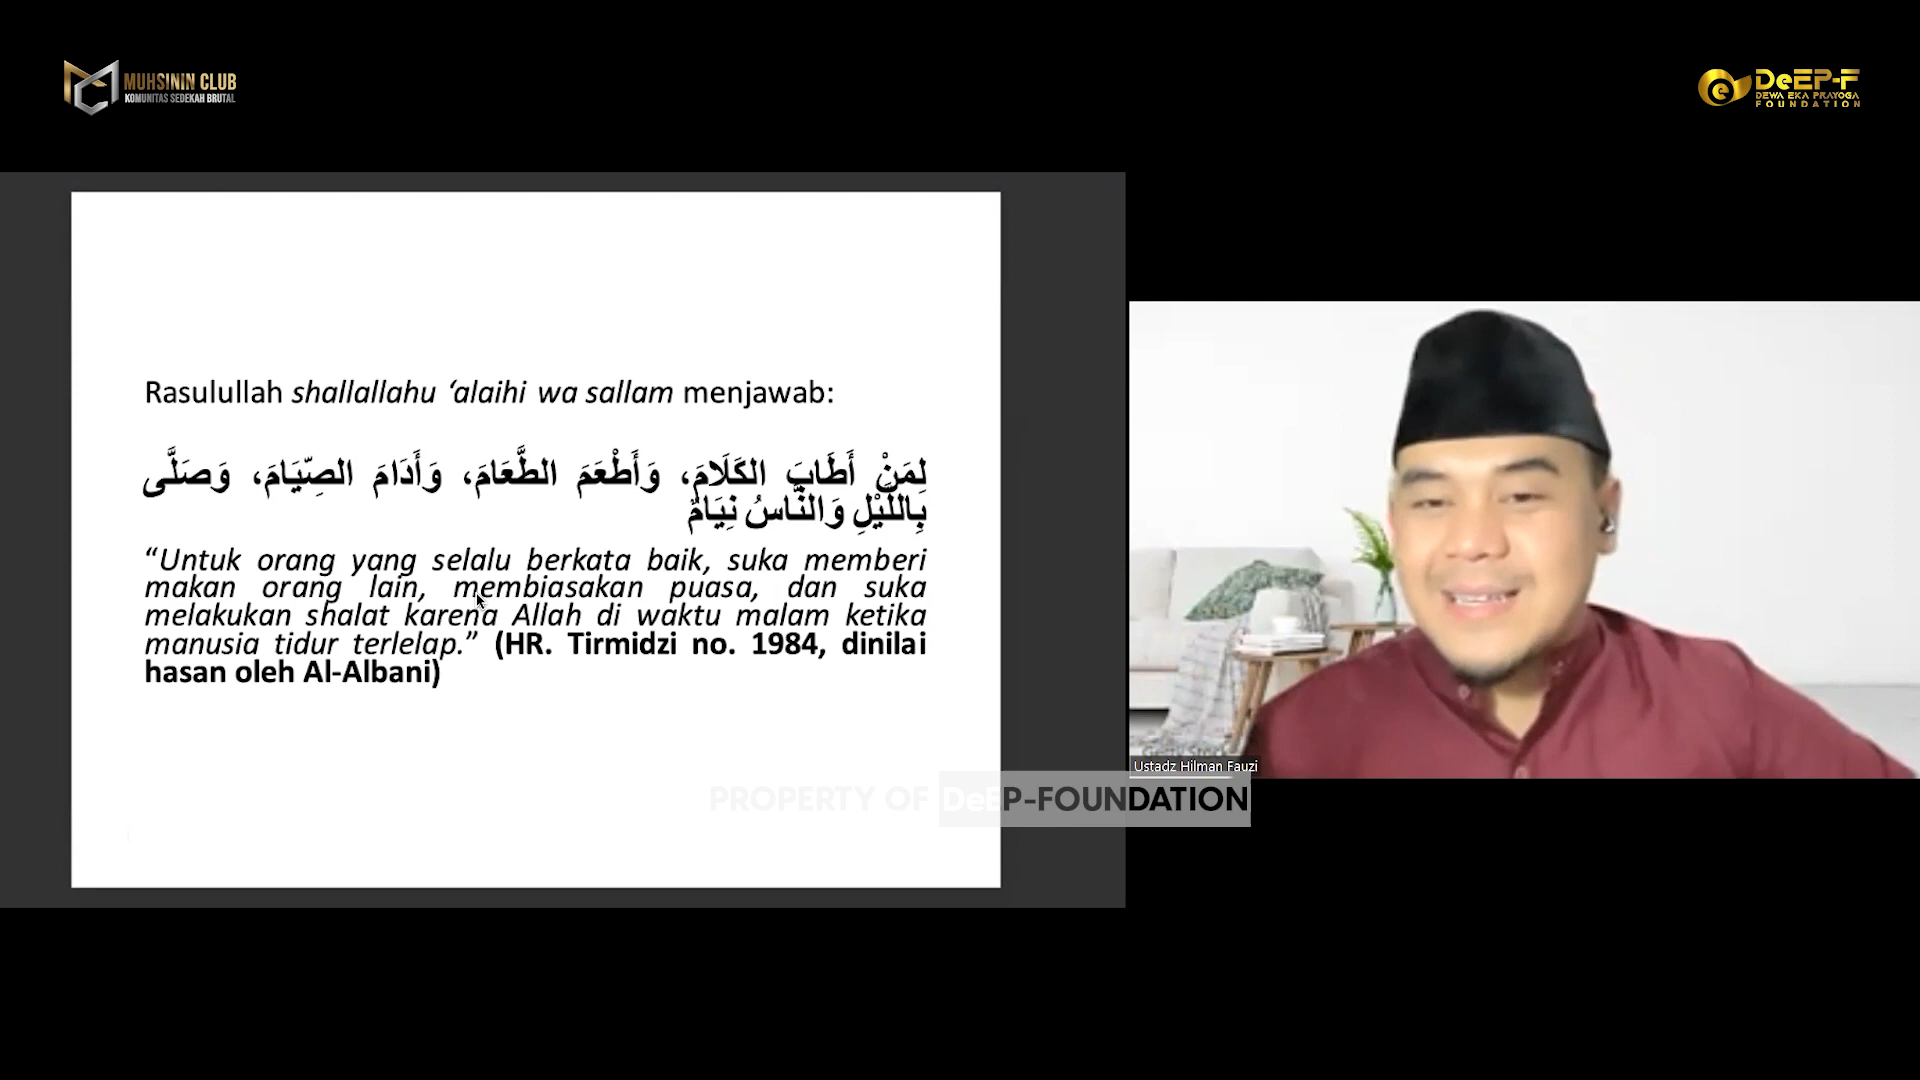 MUHSININ CLUB
KOMUNITAS SEDEKAH BRUTAL
DeEP-F
DEWA EKA PRAYOGA
FOUNDATION
Rasulullah shallallahu ‘alaihi wa sallam menjawab:
لِمَنْ أَطَابَ الكَلَامَ، وَأَطْعَمَ الطَّعَامَ، وَأَدَامَ الصِّيَامَ، وَصَلَّى
بِاللَّيْلِ وَالنَّاسُ نِيَامٌ
“Untuk orang yang selalu berkata baik, suka memberi
makan orang lain, membiasakan puasa, dan suka
melakukan shalat karena Allah di waktu malam ketika
manusia tidur terlelap.” (HR. Tirmidzi no. 1984, dinilai
hasan oleh Al-Albani)
Ustadz Hilman Fauzi
PROPERTY OF DeEP-FOUNDATION